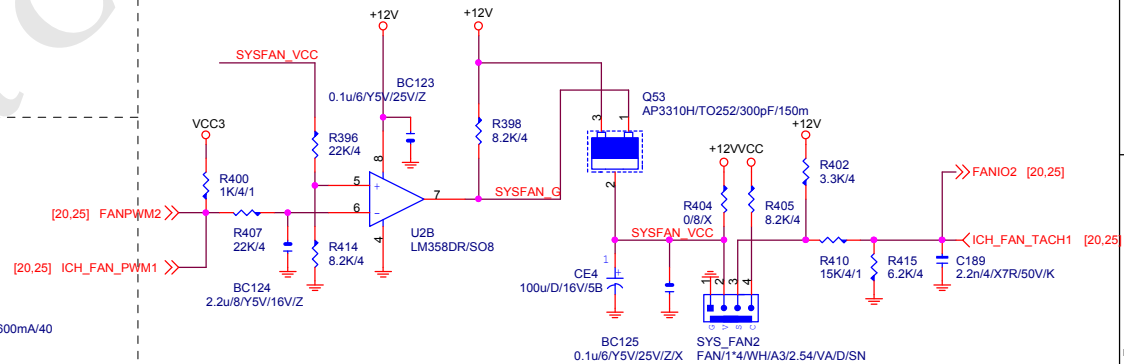 +12V
+12V
SYSFAN_VCC
BC123
0.1u/6/Y5V/25V/Z
Q53
AP3310H/TO252/300pF/150m
3
1
2
VCC3
R396
22K/4
R398
8.2K/4
+12V
R400
1K/4/1
8
5
+
6
-
7
4
SYSFAN_G
+12VVCC
R402
3.3K/4
FANIO2 [20,25]
[20,25] FANPWM2
R407
22K/4
U2B
LM358DR/SO8
R404
0/8/X
R405
8.2K/4
SYSFAN_VCC
ICH_FAN_TACH1 [20,25]
[20,25] ICH_FAN_PWM1
R414
8.2K/4
R410
15K/4/1
R415
6.2K/4
C189
2.2n/4/X7R/50V/K
BC124
2.2u/8/Y5V/16V/Z
1
+
CE4
100u/D/16V/5B
1
2
3
4
G
V
S
C
600mA/40
BC125
0.1u/6/Y5V/25V/Z/X
SYS_FAN2
FAN/1*4/WH/A3/2.54/VA/D/SN